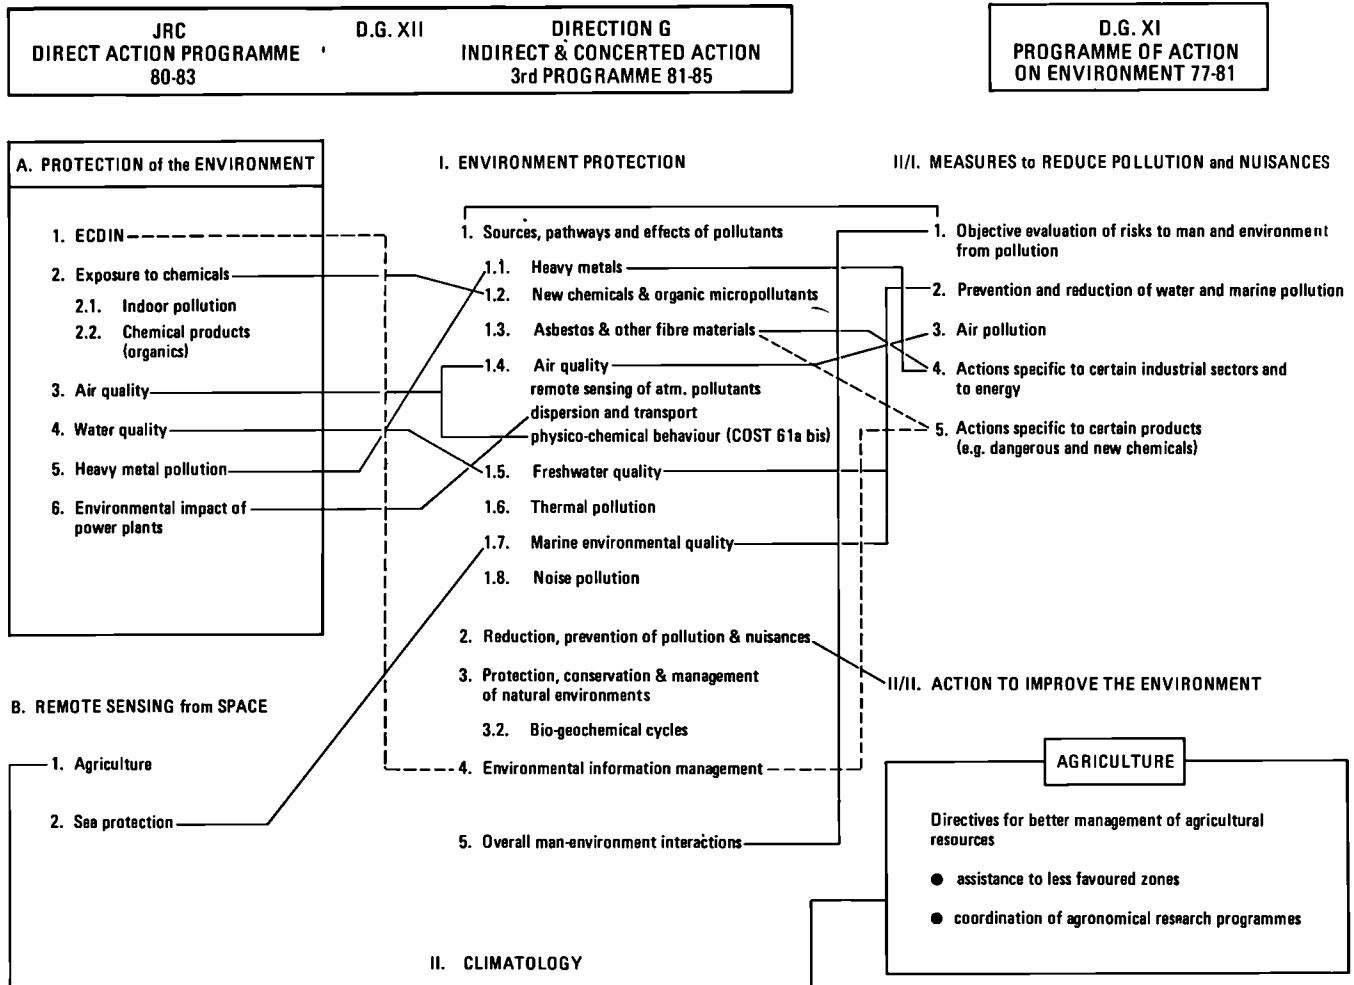 JRC
DIRECT ACTION PROGRAMME
80-83
D.G. XII
DIRECTION G
INDIRECT & CONCERTED ACTION
3rd PROGRAMME 81-85
D.G. XI
PROGRAMME OF ACTION
ON ENVIRONMENT 77-81
A. PROTECTION of the ENVIRONMENT
1. ECDIN
2. Exposure to chemicals
2.1. Indoor pollution
2.2. Chemical products
(organics)
3. Air quality
4. Water quality
5. Heavy metal pollution
6. Environmental impact of
power plants
B. REMOTE SENSING from SPACE
1. Agriculture
2. Sea protection
I. ENVIRONMENT PROTECTION
1. Sources, pathways and effects of pollutants
1.1. Heavy metals
1.2. New chemicals & organic micropollutants
1.3. Asbestos & other fibre materials
1.4. Air quality
remote sensing of atm. pollutants
dispersion and transport
physico-chemical behaviour (COST 61a bis)
1.5. Freshwater quality
1.6. Thermal pollution
1.7. Marine environmental quality
1.8. Noise pollution
2. Reduction, prevention of pollution & nuisances
3. Protection, conservation & management
of natural environments
3.2. Bio-geochemical cycles
4. Environmental information management
5. Overall man-environment interactions
II. CLIMATOLOGY
II/I. MEASURES to REDUCE POLLUTION and NUISANCES
1. Objective evaluation of risks to man and environment
from pollution
2. Prevention and reduction of water and marine pollution
3. Air pollution
4. Actions specific to certain industrial sectors and
to energy
5. Actions specific to certain products
(e.g. dangerous and new chemicals)
II/II. ACTION TO IMPROVE THE ENVIRONMENT
AGRICULTURE
Directives for better management of agricultural
resources
● assistance to less favoured zones
● coordination of agronomical research programmes